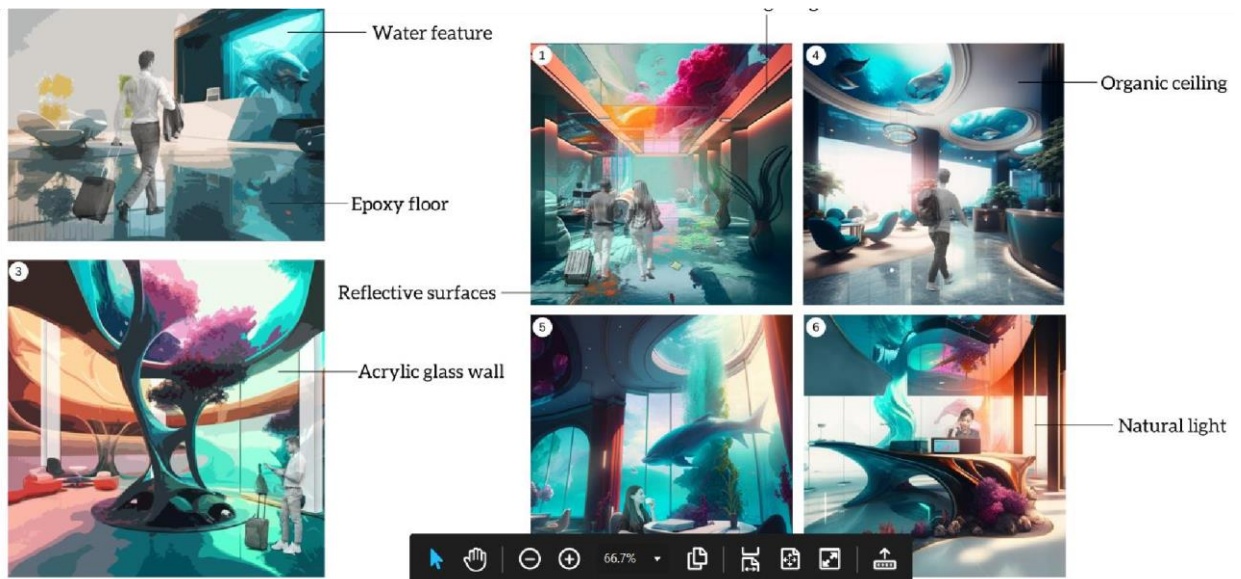 Water feature
1
4
Organic ceiling
Epoxy floor
3
Reflective surfaces
5
6
Acrylic glass wall
Natural light
66.7%